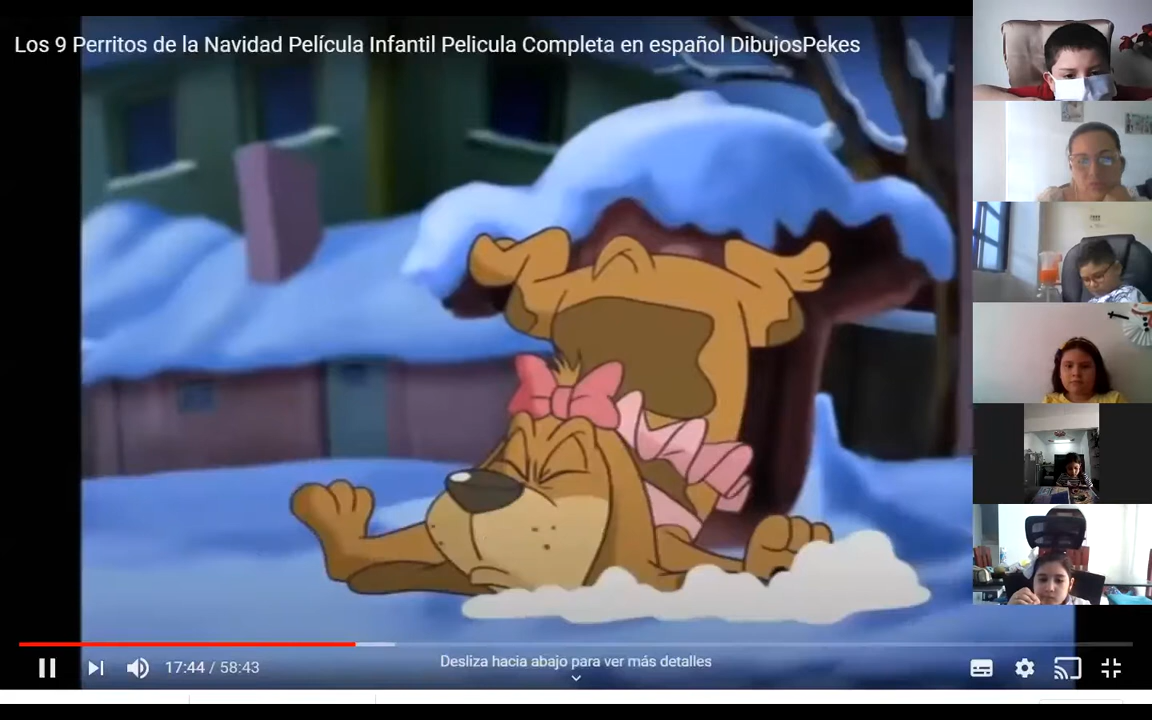 Los 9 Perritos de la Navidad Película Infantil Pelicula Completa en español DibujosPekes
17:44 / 58:43
Desliza hacia abajo para ver más detalles